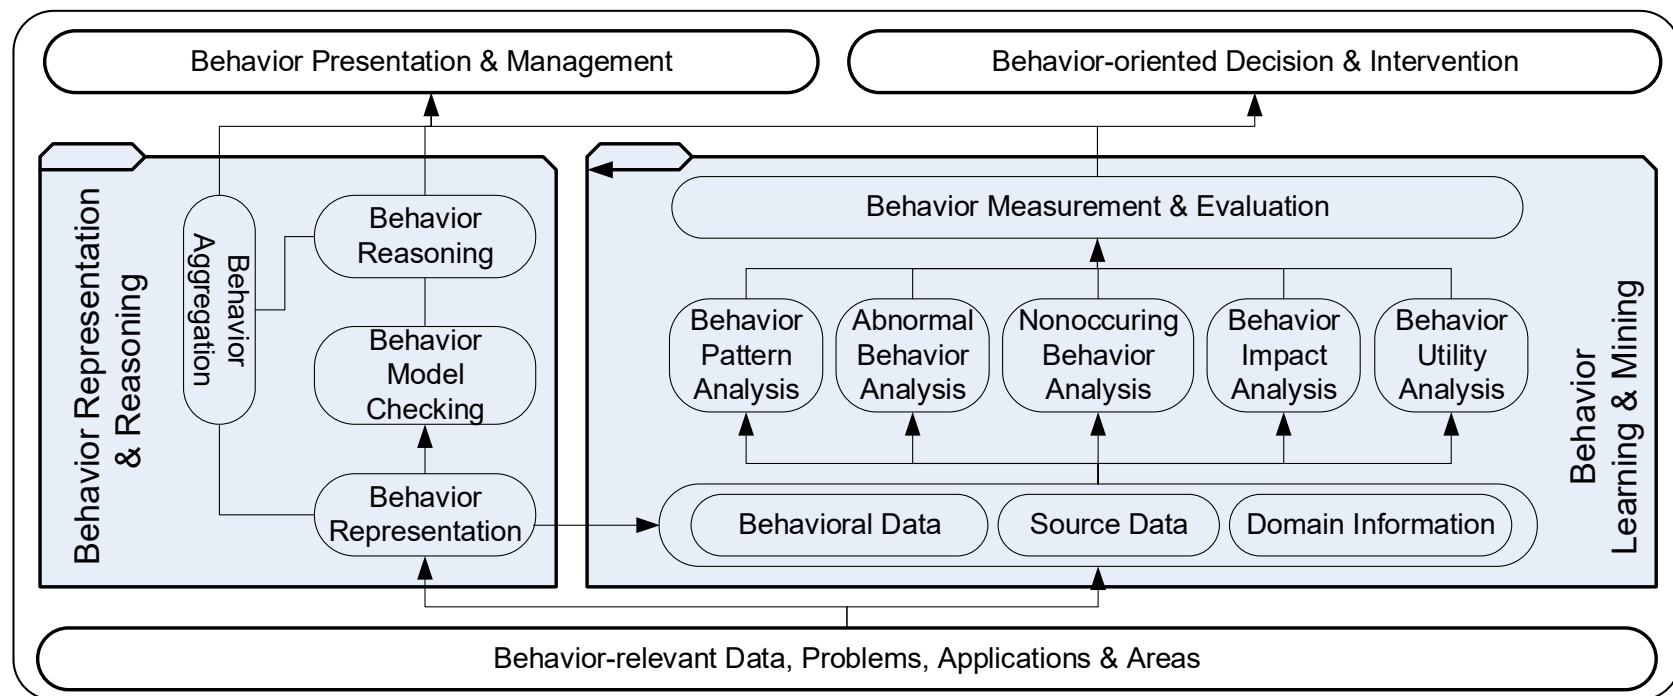 Behavior Presentation & Management
Behavior-oriented Decision & Intervention
Behavior Representation
& Reasoning
Behavior
Aggregation
Behavior
Reasoning
Behavior
Model
Checking
Behavior
Representation
Behavior Measurement & Evaluation
Behavior
Pattern
Analysis
Abnormal
Behavior
Analysis
Nonoccuring
Behavior
Analysis
Behavior
Impact
Analysis
Behavior
Utility
Analysis
Behavioral Data
Source Data
Domain Information
Behavior
Learning & Mining
Behavior-relevant Data, Problems, Applications & Areas